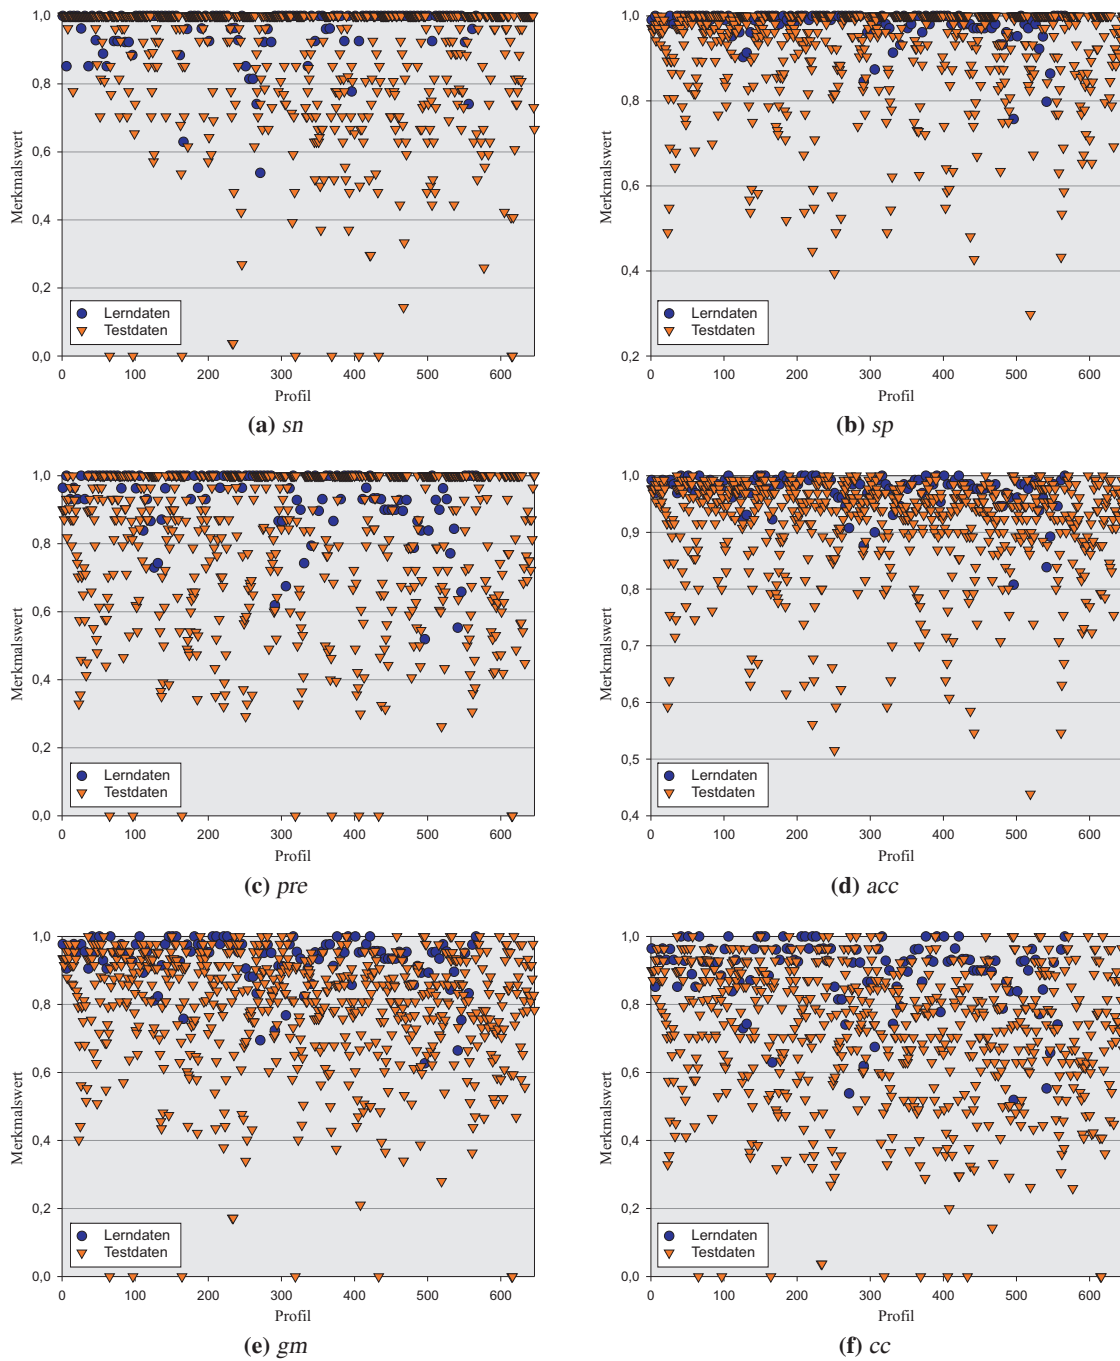 1,0
0,8
0,6
0,4
0,2
0,0
Merkmalswert
Lerndaten
Testdaten
0 100 200 300 400 500 600
Profil
(a) sn
1,0
0,8
0,6
0,4
0,2
Merkmalswert
Lerndaten
Testdaten
0 100 200 300 400 500 600
Profil
(b) sp
1,0
0,8
0,6
0,4
0,2
0,0
Merkmalswert
Lerndaten
Testdaten
0 100 200 300 400 500 600
Profil
(c) pre
1,0
0,9
0,8
0,7
0,6
0,5
0,4
Merkmalswert
Lerndaten
Testdaten
0 100 200 300 400 500 600
Profil
(d) acc
1,0
0,8
0,6
0,4
0,2
0,0
Merkmalswert
Lerndaten
Testdaten
0 100 200 300 400 500 600
Profil
(e) gm
1,0
0,8
0,6
0,4
0,2
0,0
Merkmalswert
Lerndaten
Testdaten
0 100 200 300 400 500 600
Profil
(f) cc